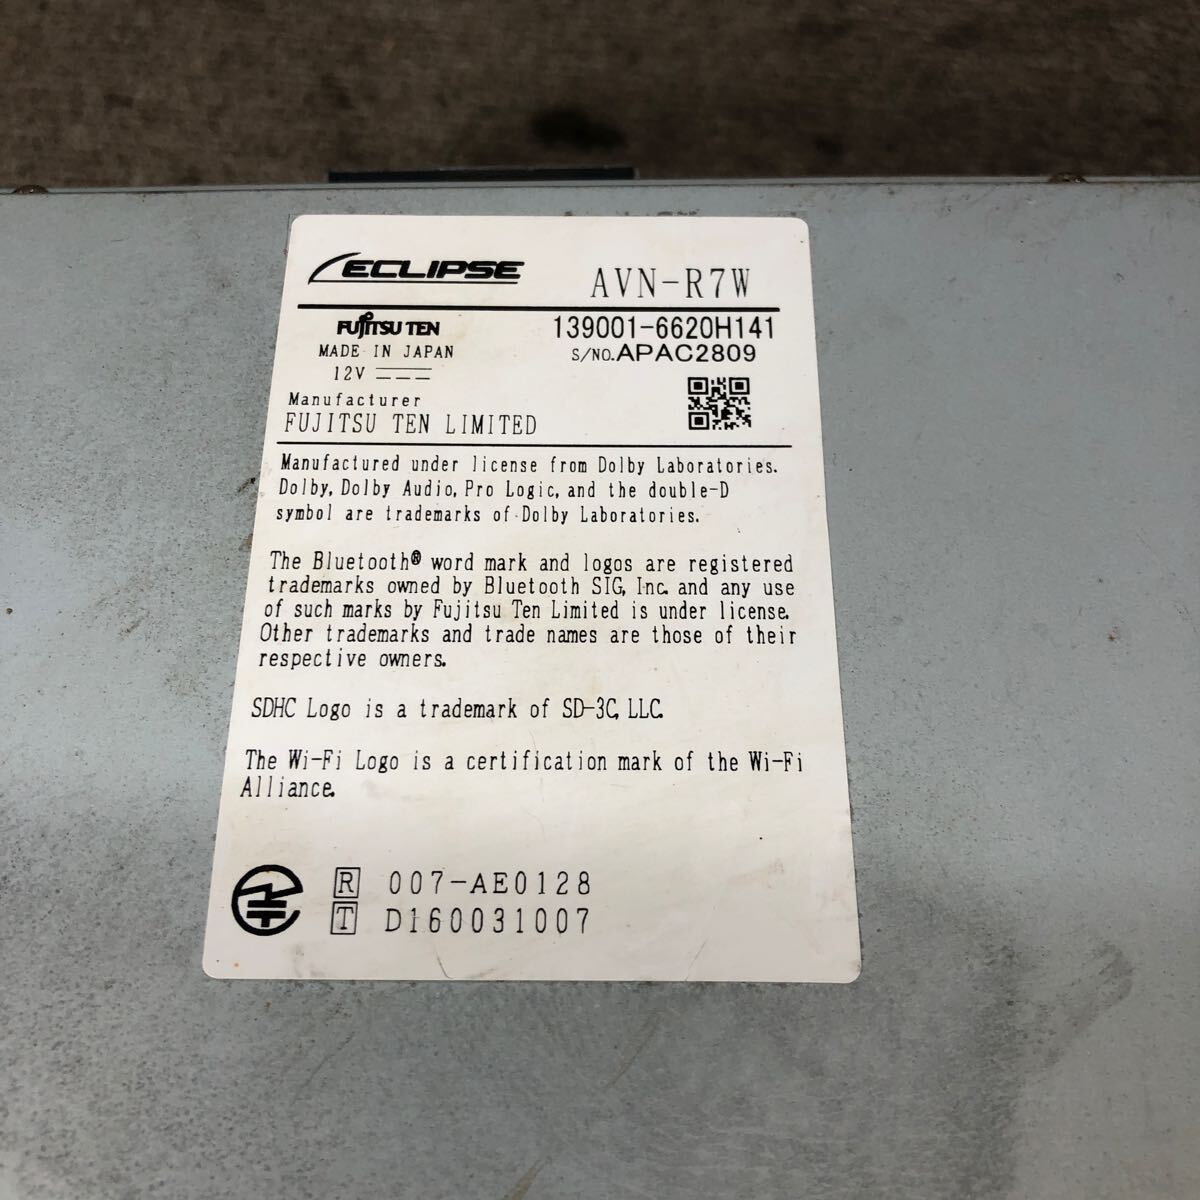 ECLIPSE AVN-R7W
FUJITSU TEN 139001-6620H141
MADE IN JAPAN S/NO.APAC2809
12V
Manufacturer
FUJITSU TEN LIMITED
Manufactured under license from Dolby Laboratories.
Dolby, Dolby Audio, Pro Logic, and the double-D
symbol are trademarks of Dolby Laboratories.
The Bluetooth® word mark and logos are registered
trademarks owned by Bluetooth SIG, Inc. and any use
of such marks by Fujitsu Ten Limited is under license.
Other trademarks and trade names are those of their
respective owners.
SDHC Logo is a trademark of SD-3C, LLC.
The Wi-Fi Logo is a certification mark of the Wi-Fi
Alliance.
R 007-AE0128
T D160031007